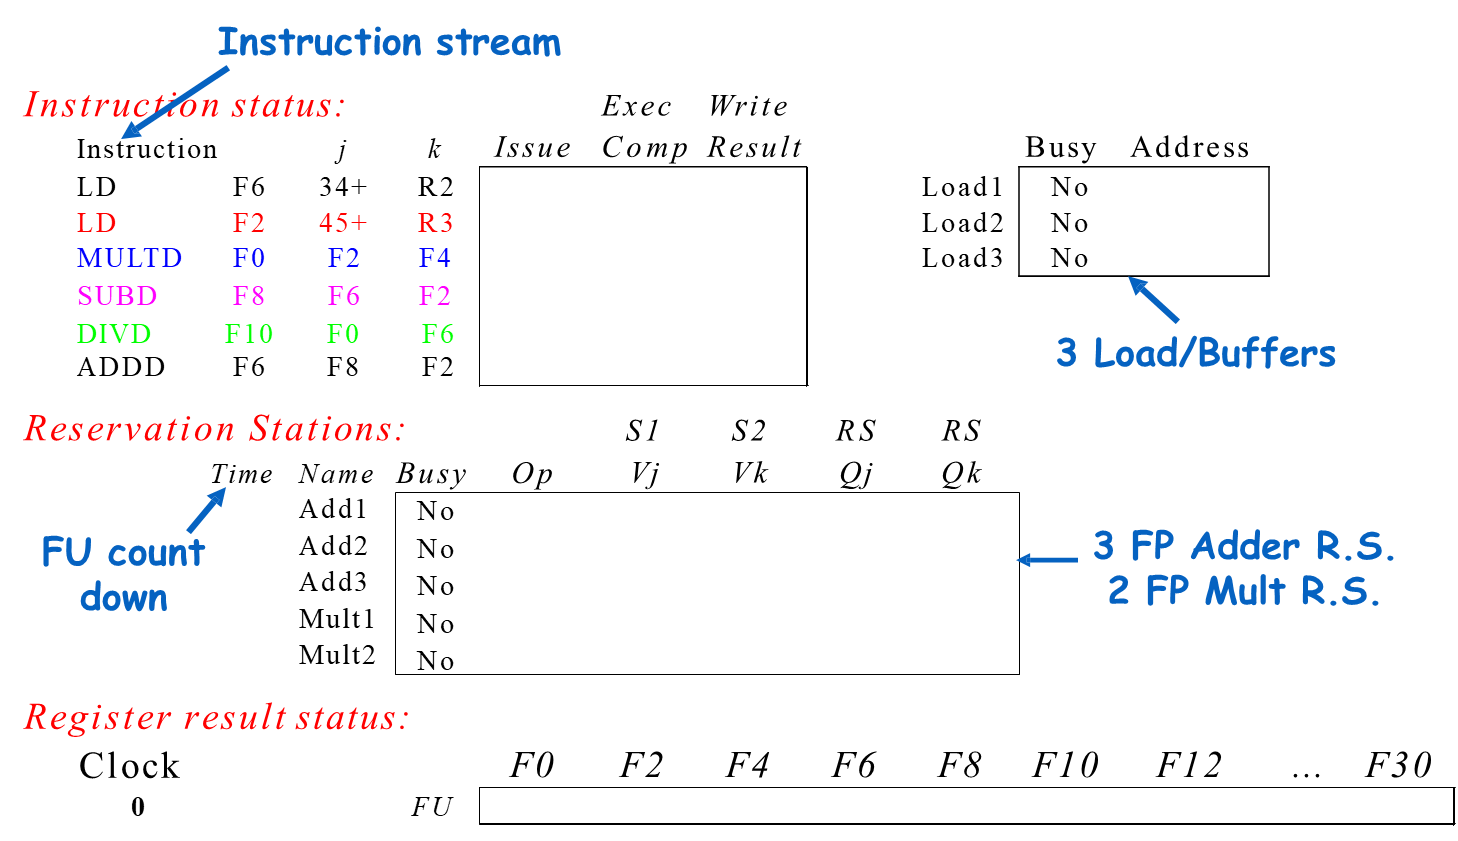 Instruction stream
Instruction status: Exec Write
Instruction j k Issue Comp Result Busy Address
LD F6 34+ R2 Load1 No
LD F2 45+ R3 Load2 No
MULTD F0 F2 F4 Load3 No
SUBD F8 F6 F2
DIVD F10 F0 F6
ADDD F6 F8 F2
3 Load/Buffers
Reservation Stations: S1 S2 RS RS
Time Name Busy Op Vj Vk Qj Qk
Add1 No
Add2 No
Add3 No
Mult1 No
Mult2 No
FU count
down
3 FP Adder R.S.
2 FP Mult R.S.
Register result status:
Clock F0 F2 F4 F6 F8 F10 F12 ... F30
0 FU